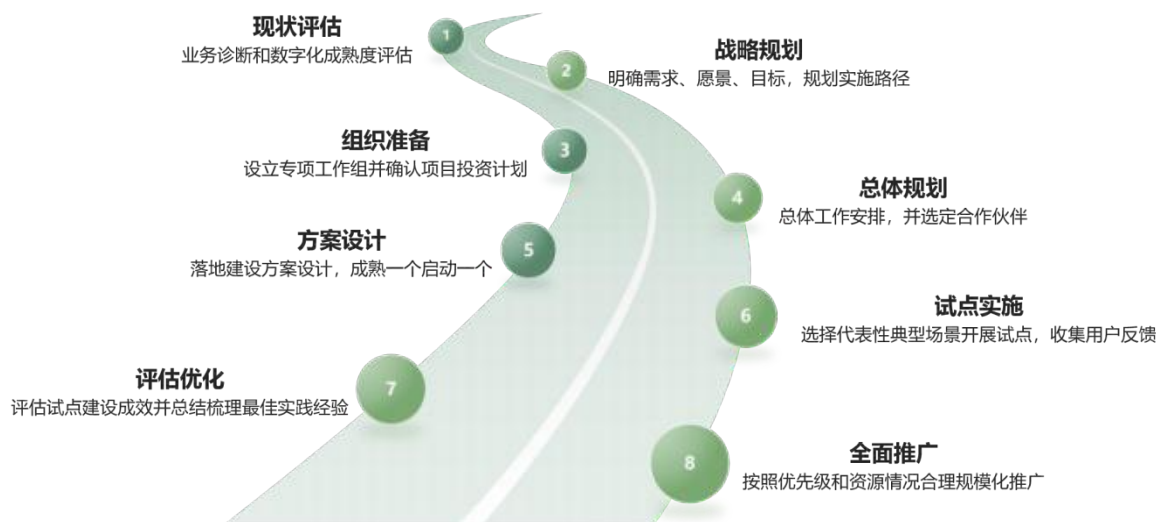 1
现状评估
业务诊断和数字化成熟度评估
2
战略规划
明确需求、愿景、目标，规划实施路径
3
组织准备
设立专项工作组并确认项目投资计划
4
总体规划
总体工作安排，并选定合作伙伴
5
方案设计
落地建设方案设计，成熟一个启动一个
6
试点实施
选择代表性典型场景开展试点，收集用户反馈
7
评估优化
评估试点建设成效并总结梳理最佳实践经验
8
全面推广
按照优先级和资源情况合理规模化推广